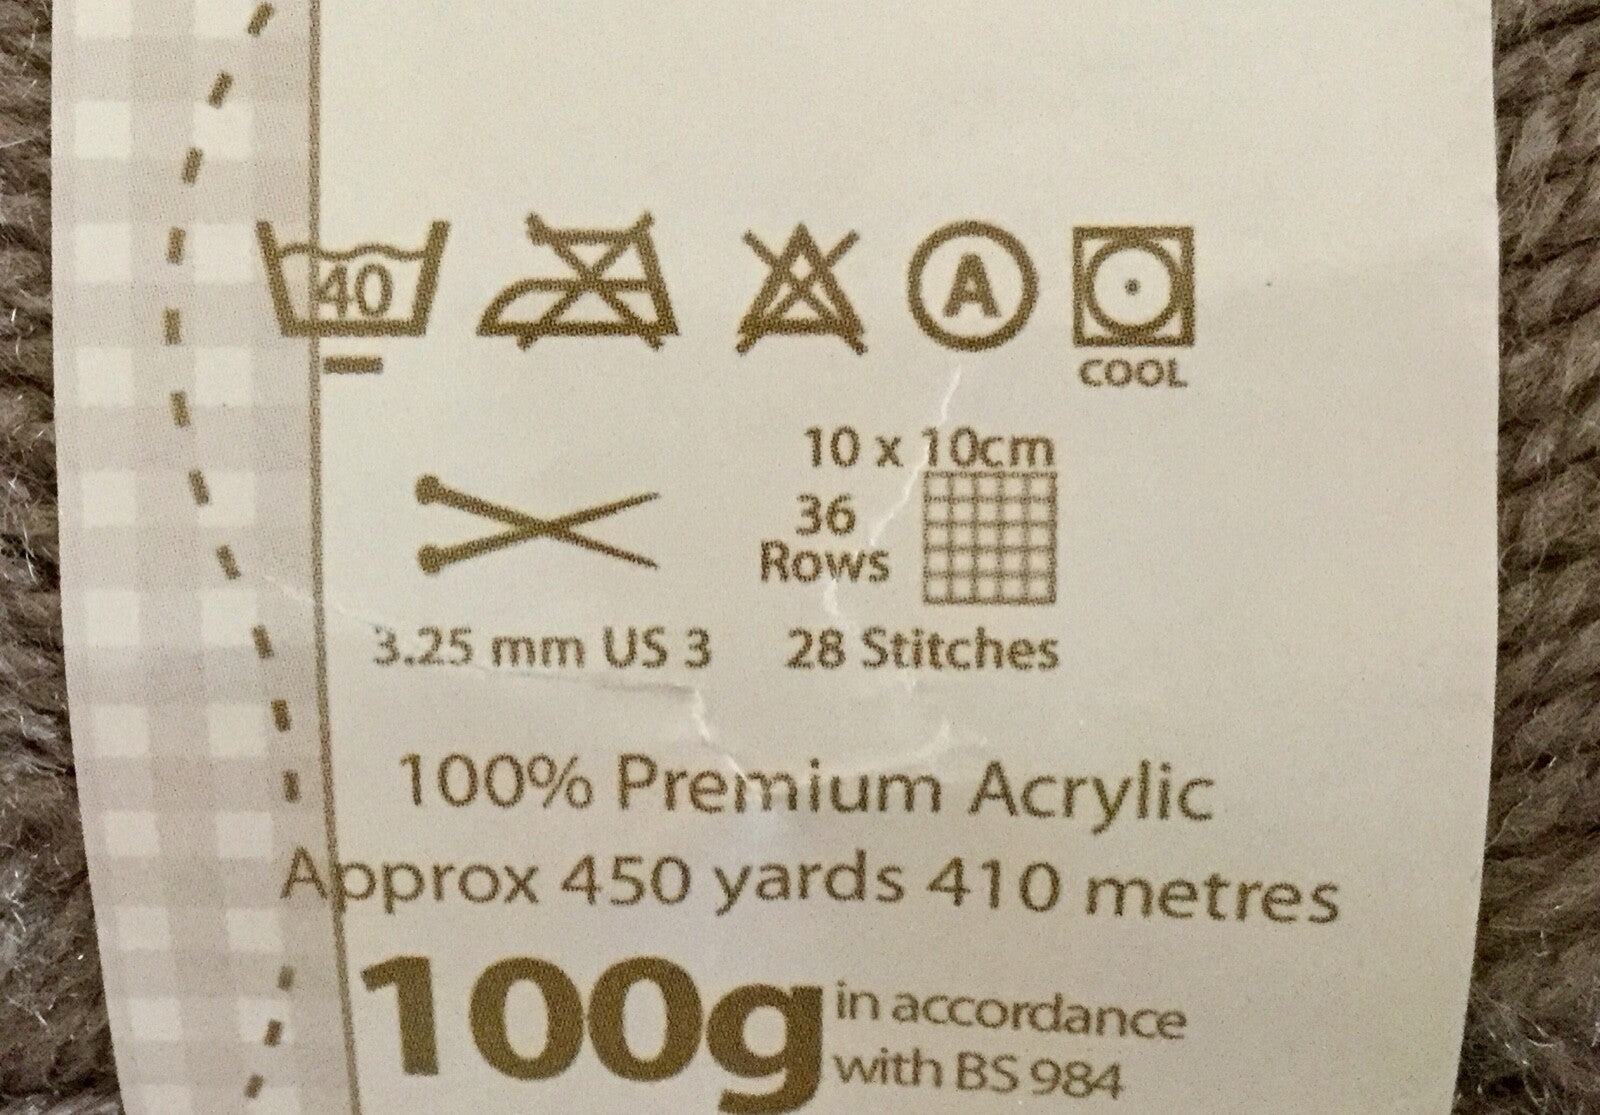 40
A
COOL
10 x 10cm
36
Rows
3.25 mm US 3
28 Stitches
100% Premium Acrylic
Approx 450 yards 410 metres
100g
in accordance
with BS 984